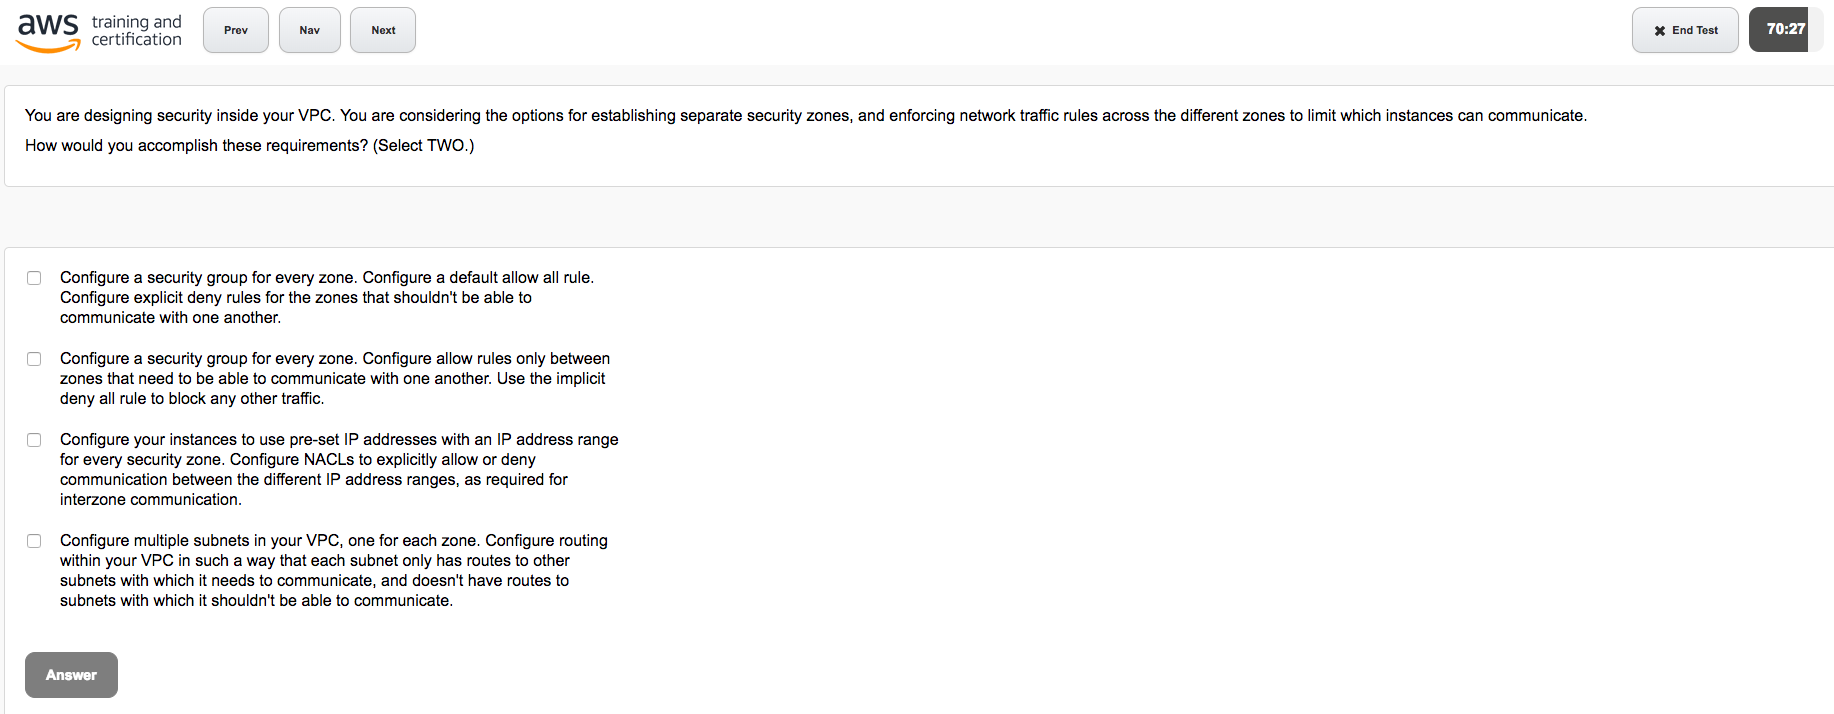 aws training and certification
Prev
Nav
Next
End Test
70:27
You are designing security inside your VPC. You are considering the options for establishing separate security zones, and enforcing network traffic rules across the different zones to limit which instances can communicate.
How would you accomplish these requirements? (Select TWO.)
Configure a security group for every zone. Configure a default allow all rule.
Configure explicit deny rules for the zones that shouldn't be able to
communicate with one another.
Configure a security group for every zone. Configure allow rules only between
zones that need to be able to communicate with one another. Use the implicit
deny all rule to block any other traffic.
Configure your instances to use pre-set IP addresses with an IP address range
for every security zone. Configure NACLs to explicitly allow or deny
communication between the different IP address ranges, as required for
interzone communication.
Configure multiple subnets in your VPC, one for each zone. Configure routing
within your VPC in such a way that each subnet only has routes to other
subnets with which it needs to communicate, and doesn't have routes to
subnets with which it shouldn't be able to communicate.
Answer